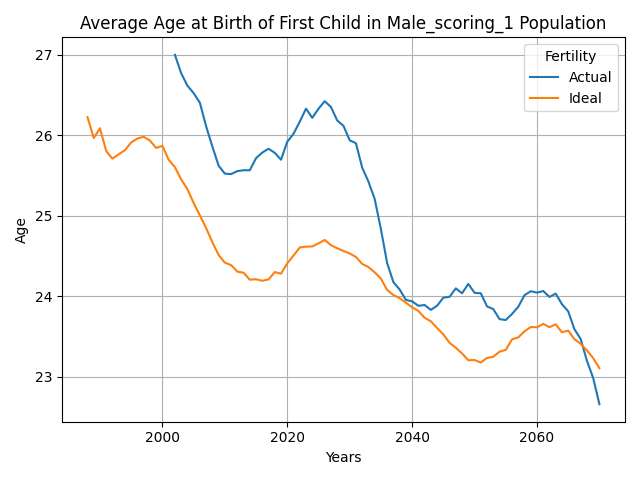 Average Age at Birth of First Child in Male_scoring_1 Population
Fertility
Actual
Ideal
27
26
25
24
23
Age
2000
2020
2040
2060
Years